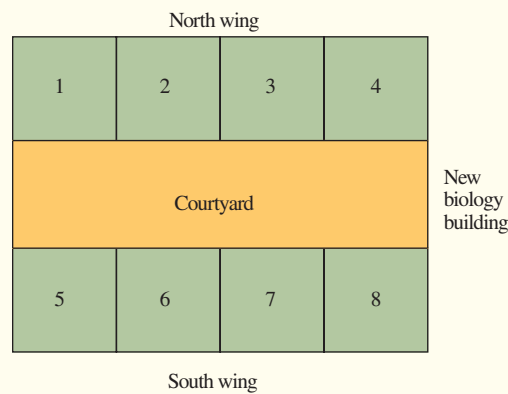 North wing
1 2 3 4
Courtyard
New
biology
building
5 6 7 8
South wing